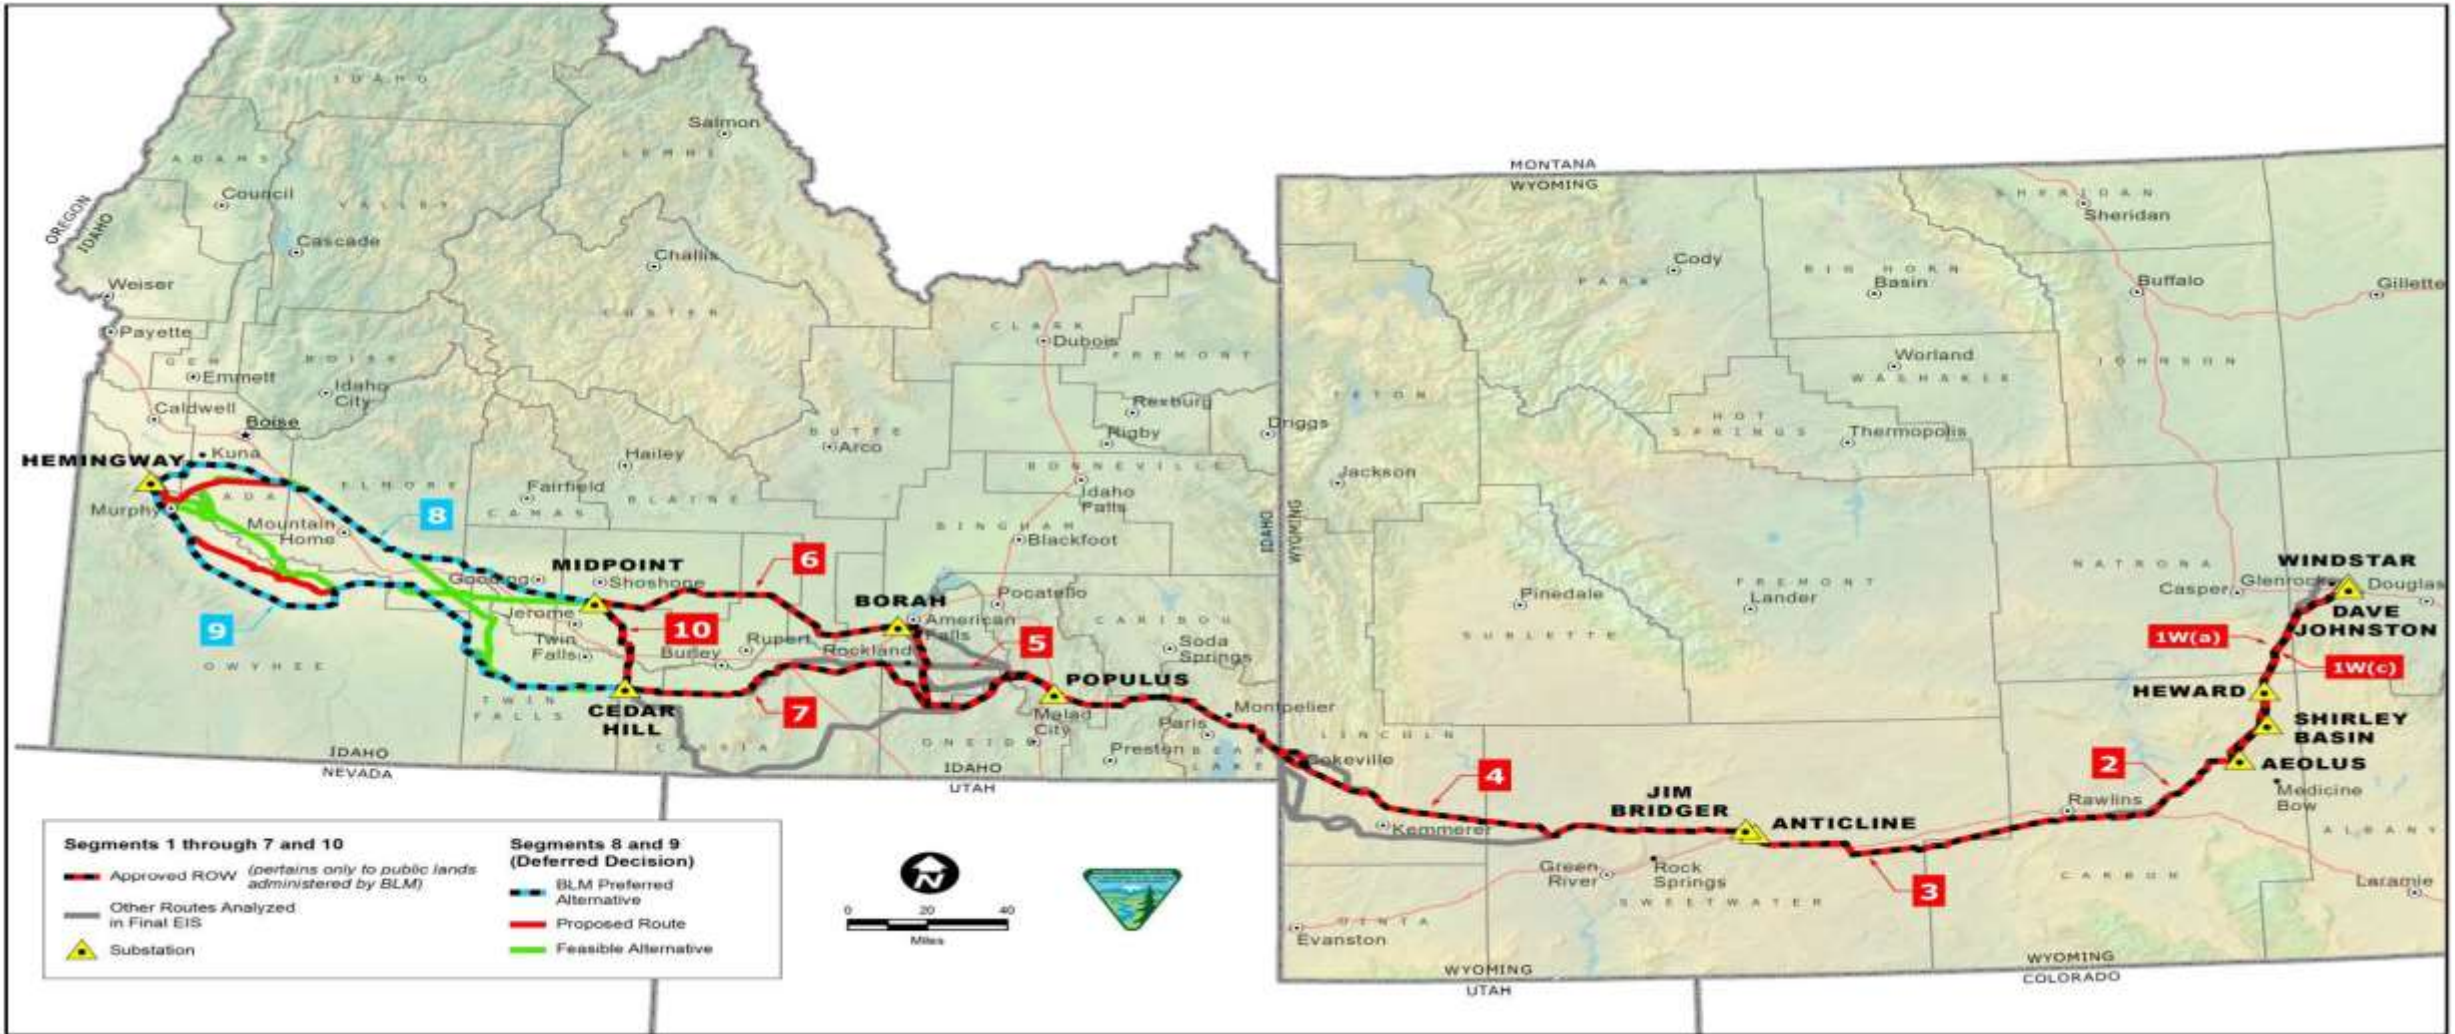 IDAHO
Salmon
LEMHI
ADAMS
Council
VALLEY
OREGON
IDAHO
Cascade
Challis
Weiser
Payette
CUSTER
GEM
BOISE
Emmett
Idaho
City
Caldwell
Boise
CLARK
Dubois
FREMONT
Rexburg
Rigby
Driggs
BUTTE
Arco
HEMINGWAY
Kuna
ADA
ELMORE
Hailey
Fairfield
BLAINE
CAMAS
BONNEVILLE
Idaho
Falls
BINGHAM
Blackfoot
Murphy
Mountain
Home
8
MIDPOINT
Gooding
Shoshone
6
BORAH
Pocatello
American
Falls
CARIBOU
9
Jerome
10
Twin
Falls
Rupert
Burley
Rockland
5
Soda
Springs
OWYHEE
POPULUS
TWIN
FALLS
CEDAR
HILL
7
Malad
City
Paris
Montpelier
CASSIA
ONEIDA
Preston
BEAR
LAKE
IDAHO
NEVADA
IDAHO
UTAH
MONTANA
WYOMING
SHERIDAN
Sheridan
Cody
PARK
BIG HORN
Basin
Buffalo
Gillette
Worland
WASHAKIE
JOHNSON
TETON
HOT
SPRINGS
Thermopolis
Jackson
IDAHO
WYOMING
NATRONA
WINDSTAR
Casper
Glenrock
Douglas
Pinedale
FREMONT
Lander
SUBLETTE
DAVE
JOHNSTON
1W(a)
1W(c)
HEWARD
SHIRLEY
BASIN
LINCOLN
Cokeville
4
JIM
BRIDGER
ANTICLINE
2
AEOLUS
Medicine
Bow
Rawlins
Kemmerer
ALBANY
Green
River
Rock
Springs
SWEETWATER
3
CARBON
Laramie
UINTA
Evanston
WYOMING
UTAH
WYOMING
COLORADO
Segments 1 through 7 and 10
Approved ROW (pertains only to public lands
administered by BLM)
Other Routes Analyzed
in Final EIS
Substation
Segments 8 and 9
(Deferred Decision)
BLM Preferred
Alternative
Proposed Route
Feasible Alternative
N
0 20 40
Miles